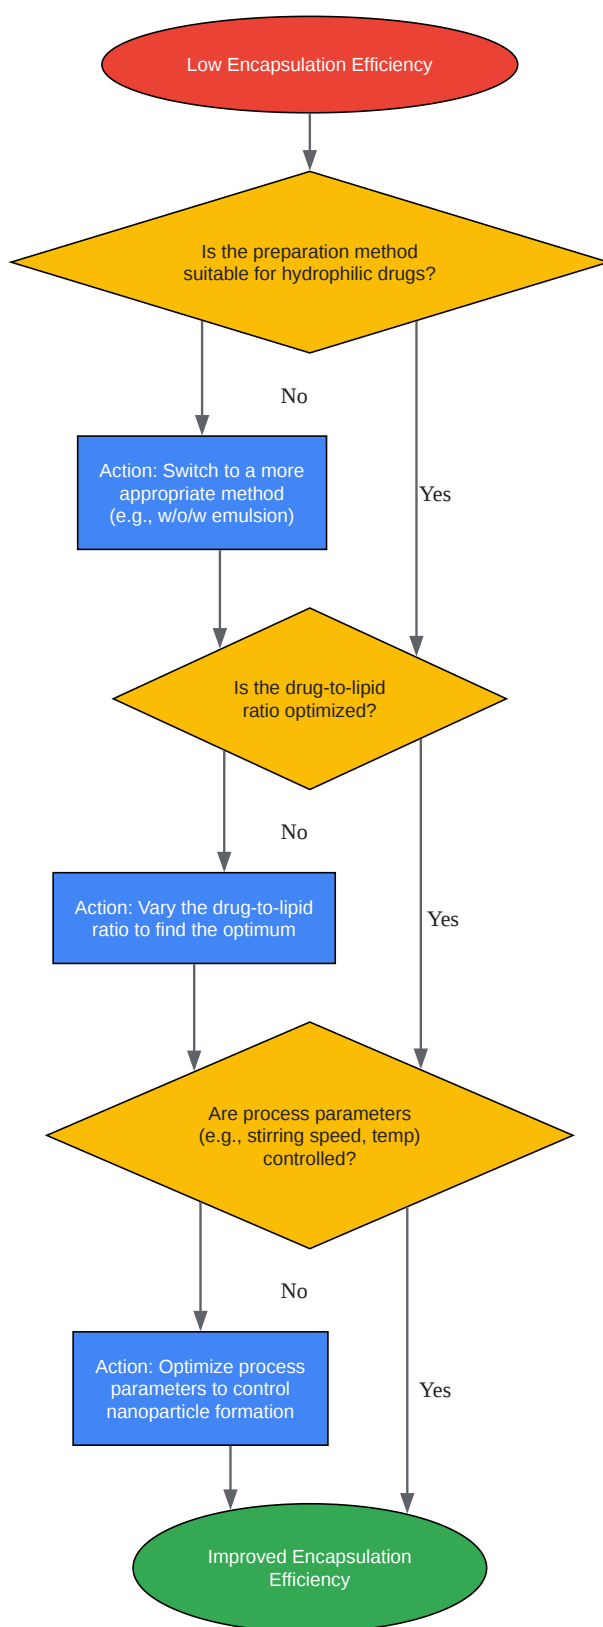 Low Encapsulation Efficiency
Is the preparation method
suitable for hydrophilic drugs?
No
Action: Switch to a more
appropriate method
(e.g., w/o/w emulsion)
Yes
Is the drug-to-lipid
ratio optimized?
No
Action: Vary the drug-to-lipid
ratio to find the optimum
Yes
Are process parameters
(e.g., stirring speed, temp)
controlled?
No
Action: Optimize process
parameters to control
nanoparticle formation
Yes
Improved Encapsulation
Efficiency